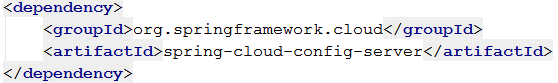 <dependency>
    <groupId>org.springframework.cloud</groupId>
    <artifactId>spring-cloud-config-server</artifactId>
</dependency>